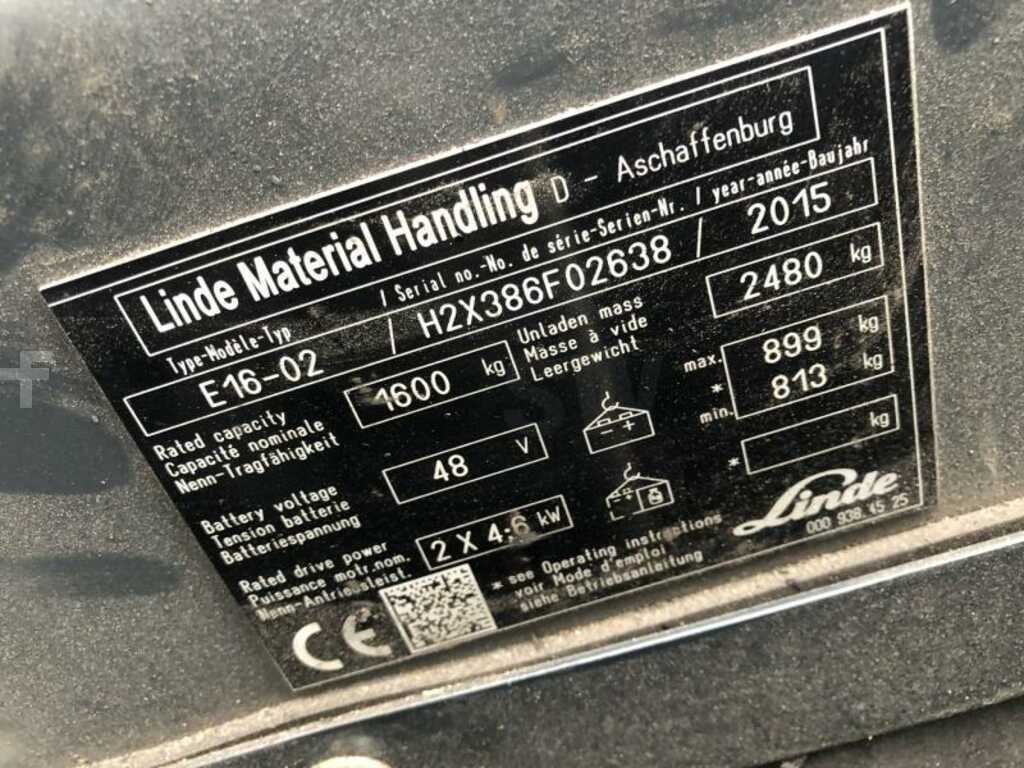 Linde Material Handling D - Aschaffenburg
Type-Modèle-Typ / Serial no.-No. de série-Serien-Nr. / year-année-Baujahr
E16-02 / H2X386F02638 / 2015
Rated capacity
Capacité nominale
Nenn-Tragfähigkeit
1600 kg
Unladen mass
Masse à vide
Leergewicht
2480 kg
Battery voltage
Tension batterie
Batteriespannung
48 V
- +
max. 899 kg
* min. 813 kg
Rated drive power
Puissance motr.nom.
Nenn-Antriebsleist.
2 X 4.6 kW
* kg
* see Operating instructions
voir Mode d'emploi
siehe Betriebsanleitung
Linde
000 938 45 25
CE